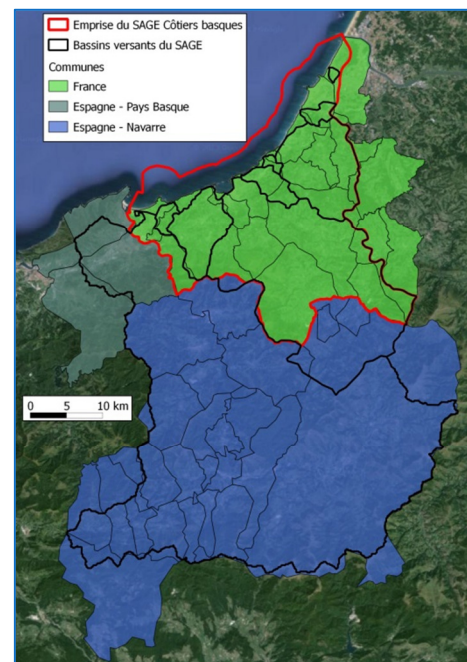 Emprise du SAGE Côtiers basques
Bassins versants du SAGE
Communes
France
Espagne - Pays Basque
Espagne - Navarre
0 5 10 km